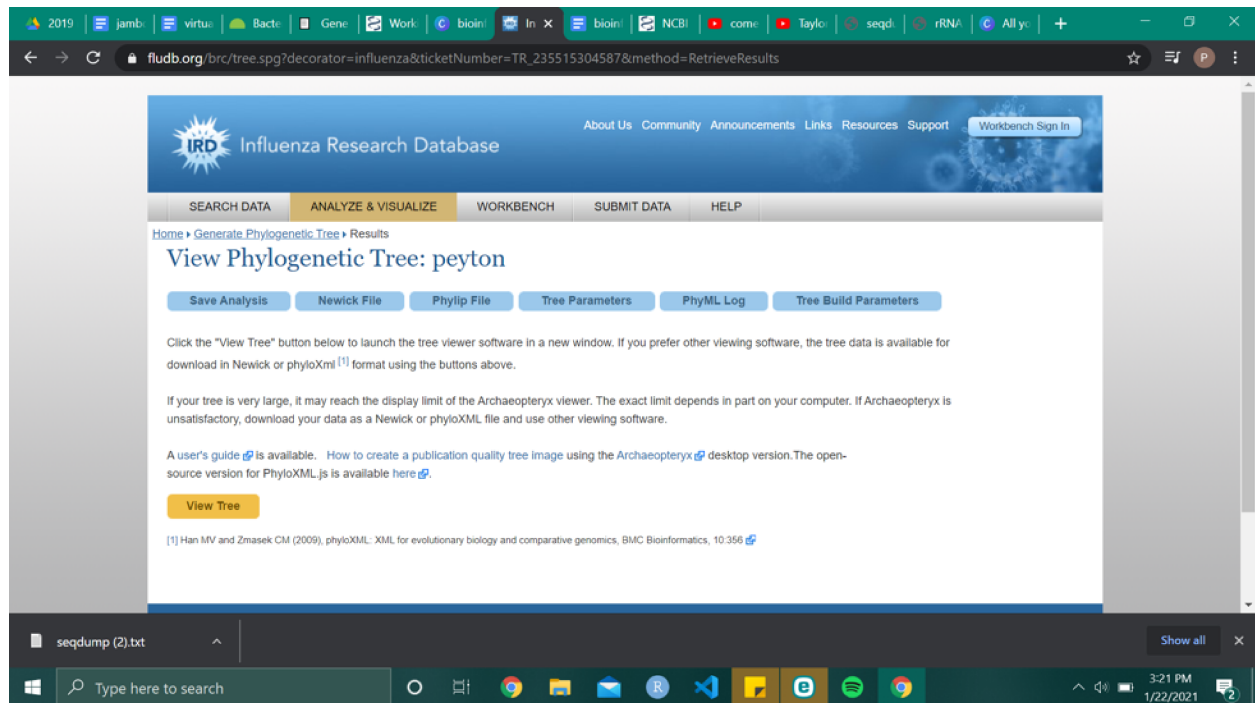 2019
jamb
virtua
Bacte
Gene
Work
bioin
In
bioin
NCBI
come
Taylo
seqd
rRNA
All yo
fludb.org/brc/tree.spg?decorator=influenza&ticketNumber=TR_235515304587&method=RetrieveResults
P
About Us Community Announcements Links Resources Support Workbench Sign In
IRD Influenza Research Database
SEARCH DATA ANALYZE & VISUALIZE WORKBENCH SUBMIT DATA HELP
Home ▸ Generate Phylogenetic Tree ▸ Results
View Phylogenetic Tree: peyton
Save Analysis Newick File Phylip File Tree Parameters PhyML Log Tree Build Parameters
Click the "View Tree" button below to launch the tree viewer software in a new window. If you prefer other viewing software, the tree data is available for
download in Newick or phyloXml [1] format using the buttons above.
If your tree is very large, it may reach the display limit of the Archaeopteryx viewer. The exact limit depends in part on your computer. If Archaeopteryx is
unsatisfactory, download your data as a Newick or phyloXML file and use other viewing software.
A user's guide is available. How to create a publication quality tree image using the Archaeopteryx desktop version.The open-
source version for PhyloXML.js is available here.
View Tree
[1] Han MV and Zmasek CM (2009), phyloXML: XML for evolutionary biology and comparative genomics, BMC Bioinformatics, 10:356
seqdump (2).txt
Show all
Type here to search
R
e
3:21 PM
1/22/2021
2